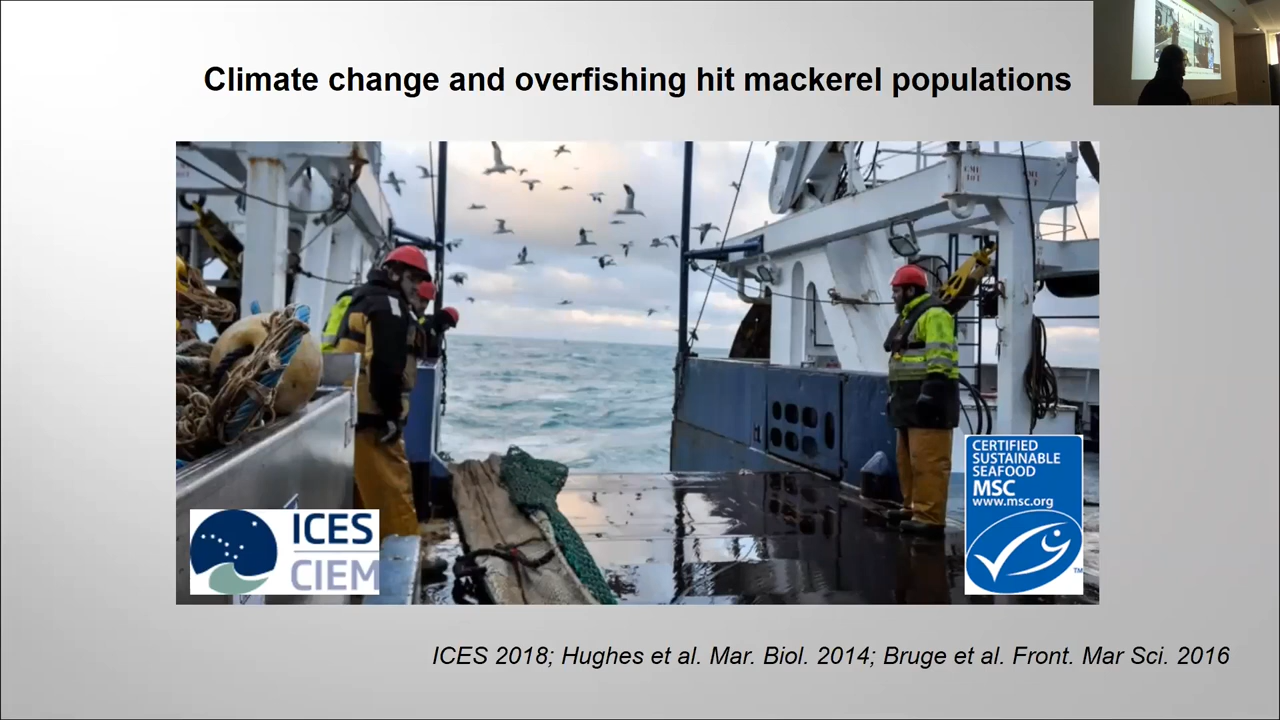 Climate change and overfishing hit mackerel populations
CERTIFIED
SUSTAINABLE
SEAFOOD
MSC
www.msc.org
TM
ICES
CIEM
ICES 2018; Hughes et al. Mar. Biol. 2014; Bruge et al. Front. Mar Sci. 2016